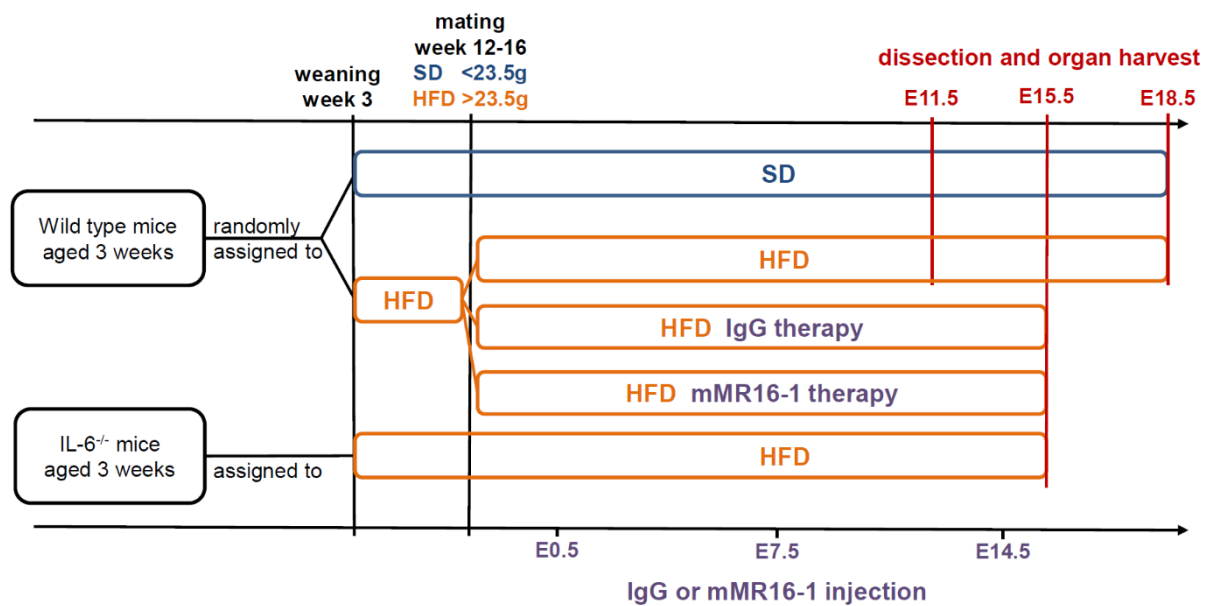 mating
week 12-16
SD <23.5g
HFD >23.5g
weaning
week 3
dissection and organ harvest
E11.5 E15.5 E18.5
SD
Wild type mice
aged 3 weeks
randomly
assigned to
HFD
HFD
HFD IgG therapy
HFD mMR16-1 therapy
IL-6-/- mice
aged 3 weeks
assigned to
HFD
E0.5 E7.5 E14.5
IgG or mMR16-1 injection